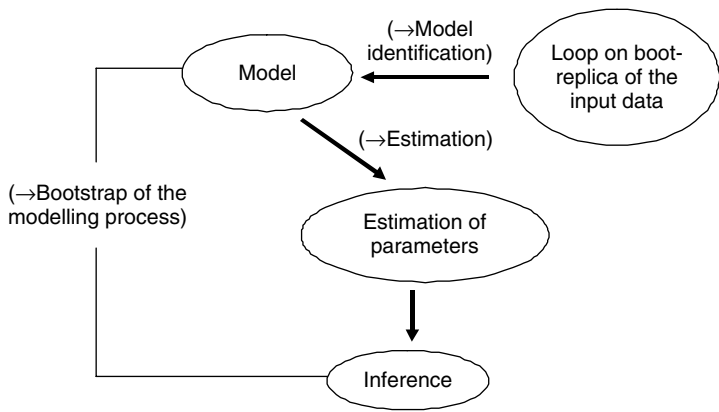 (→Model
identification)
Loop on boot-
replica of the
input data
Model
(→Estimation)
(→Bootstrap of the
modelling process)
Estimation of
parameters
Inference